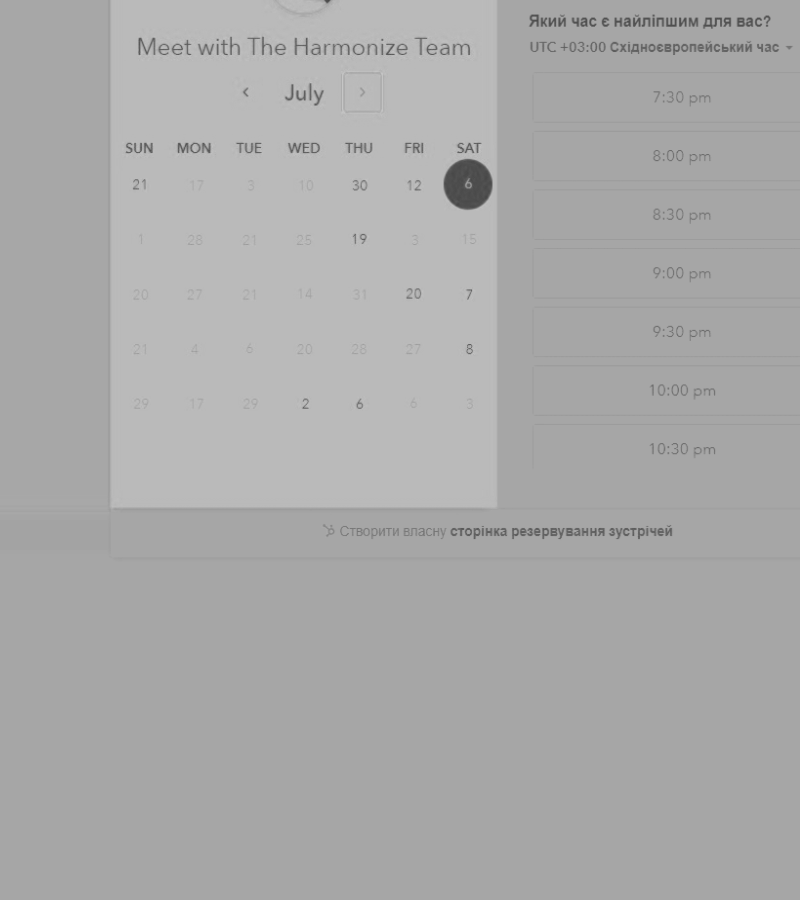 Meet with The Harmonize Team
July
SUN MON TUE WED THU FRI SAT
21 17 3 10 30 12 6
1 28 21 25 19 3 15
20 27 21 14 31 20 7
21 4 6 20 28 27 8
29 17 29 2 6 6 3
Який час є найліпшим для вас?
UTC +03:00 Східноєвропейський час
7:30 pm
8:00 pm
8:30 pm
9:00 pm
9:30 pm
10:00 pm
10:30 pm
Створити власну сторінка резервування зустрічей